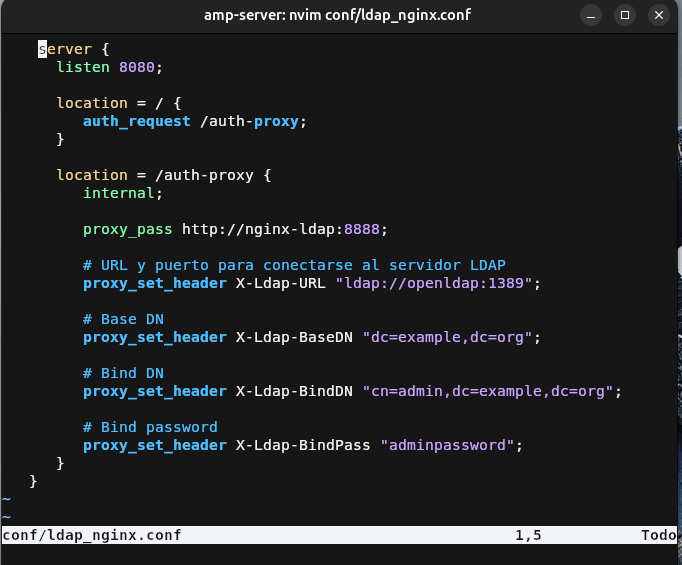 amp-server: nvim conf/ldap_nginx.conf
server {
listen 8080;
location = / {
auth_request /auth-proxy;
}
location = /auth-proxy {
internal;
proxy_pass http://nginx-ldap:8888;
# URL y puerto para conectarse al servidor LDAP
proxy_set_header X-Ldap-URL "ldap://openldap:1389";
# Base DN
proxy_set_header X-Ldap-BaseDN "dc=example,dc=org";
# Bind DN
proxy_set_header X-Ldap-BindDN "cn=admin,dc=example,dc=org";
# Bind password
proxy_set_header X-Ldap-BindPass "adminpassword";
}
}
~
~
conf/ldap_nginx.conf 1,5 Todo